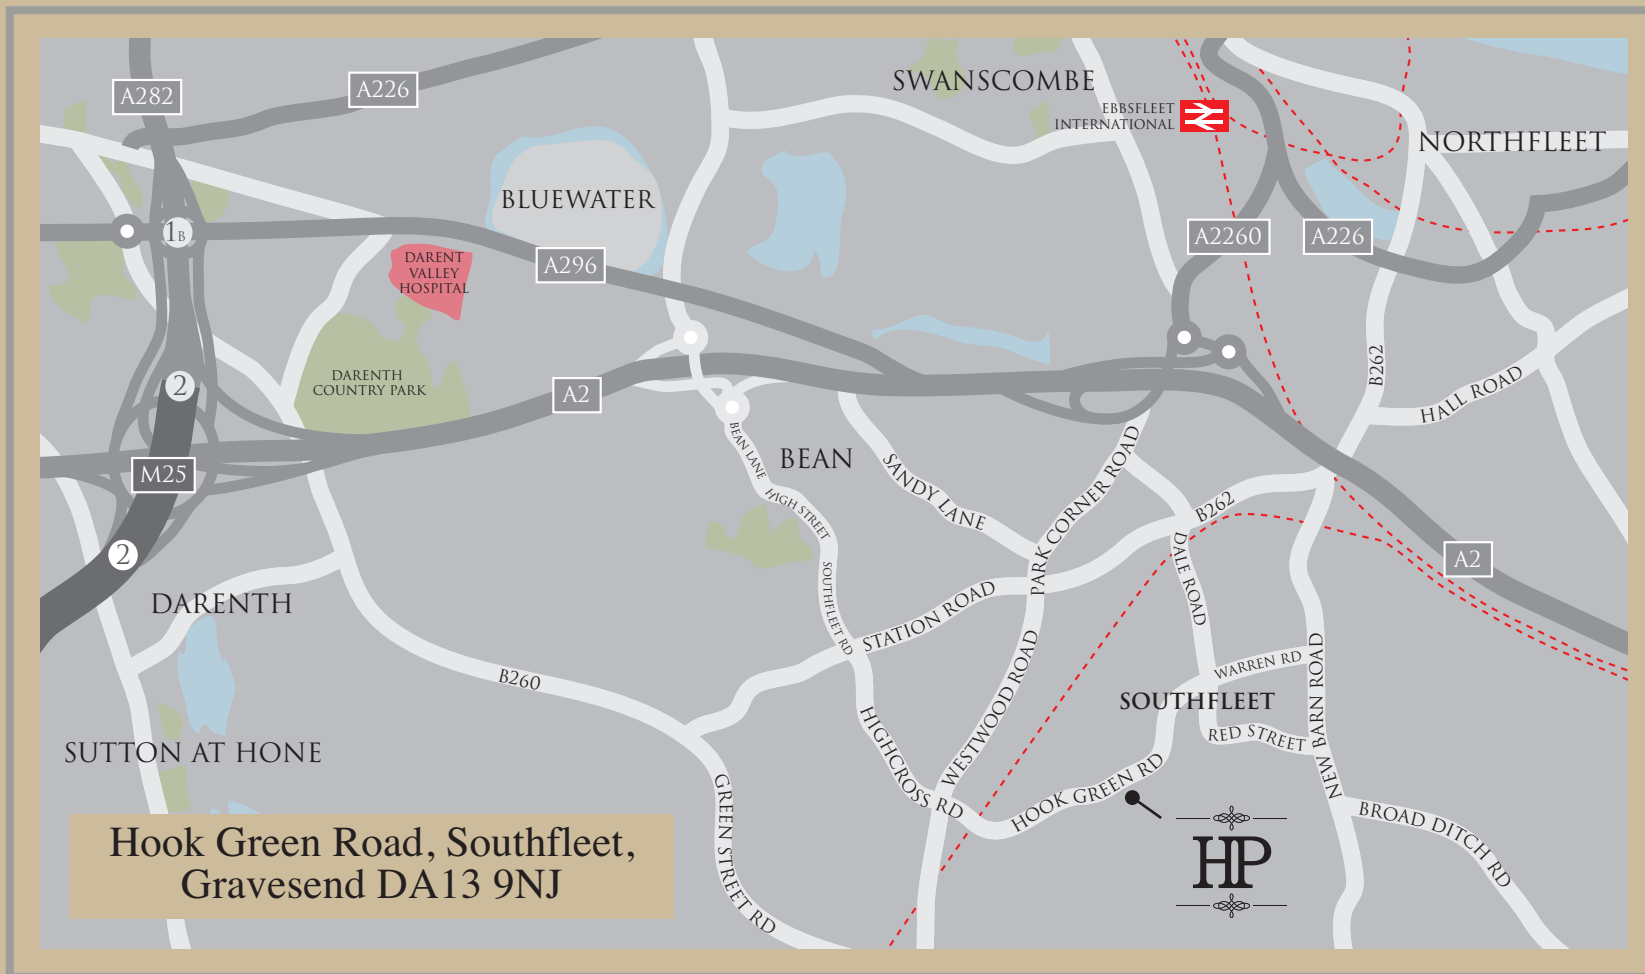 A282
A226
SWANSCOMBE
EBBSFLEET
INTERNATIONAL
NORTHFLEET
BLUEWATER
1B
A2260
A226
DARENT
VALLEY
HOSPITAL
A296
B262
2
DARENTH
COUNTRY PARK
A2
HALL ROAD
BEAN LANE
BEAN
SANDY LANE
PARK CORNER ROAD
M25
HIGH STREET
B262
2
A2
DALE ROAD
SOUTHFLEET RD
STATION ROAD
DARENTH
WESTWOOD ROAD
WARREN RD
NEW BARN ROAD
B260
SOUTHFLEET
RED STREET
SUTTON AT HONE
HIGHCROSS RD
HOOK GREEN RD
GREEN STREET RD
BROAD DITCH RD
HP
Hook Green Road, Southfleet,
Gravesend DA13 9NJ